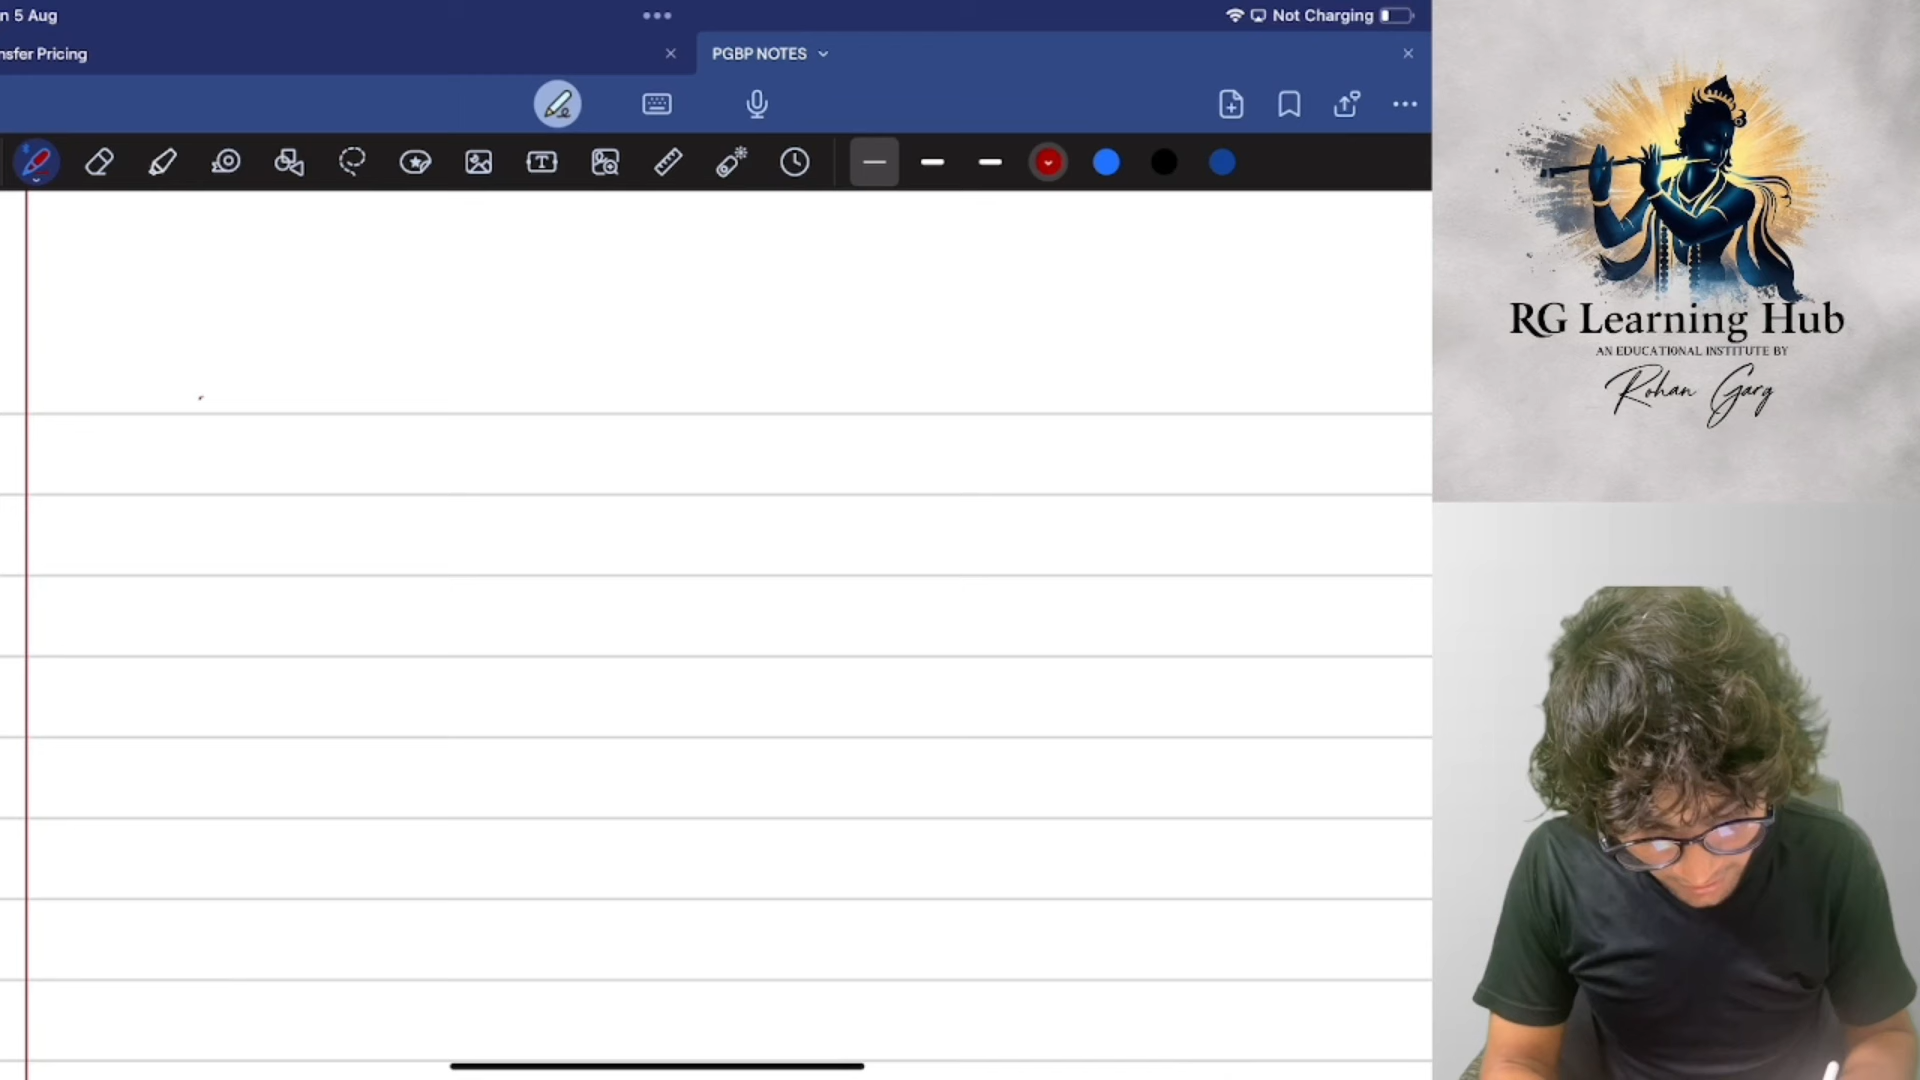 n 5 Aug
Not Charging
nsfer Pricing
PGBP NOTES
RG Learning Hub
AN EDUCATIONAL INSTITUTE BY
Rohan Garg